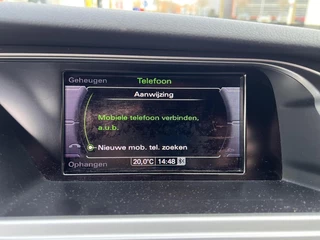 Geheugen
Telefoon
Aanwijzing
Mobiele telefoon verbinden,
a.u.b.
Nieuwe mob. tel. zoeken
Ophangen
20,0°C
14:48